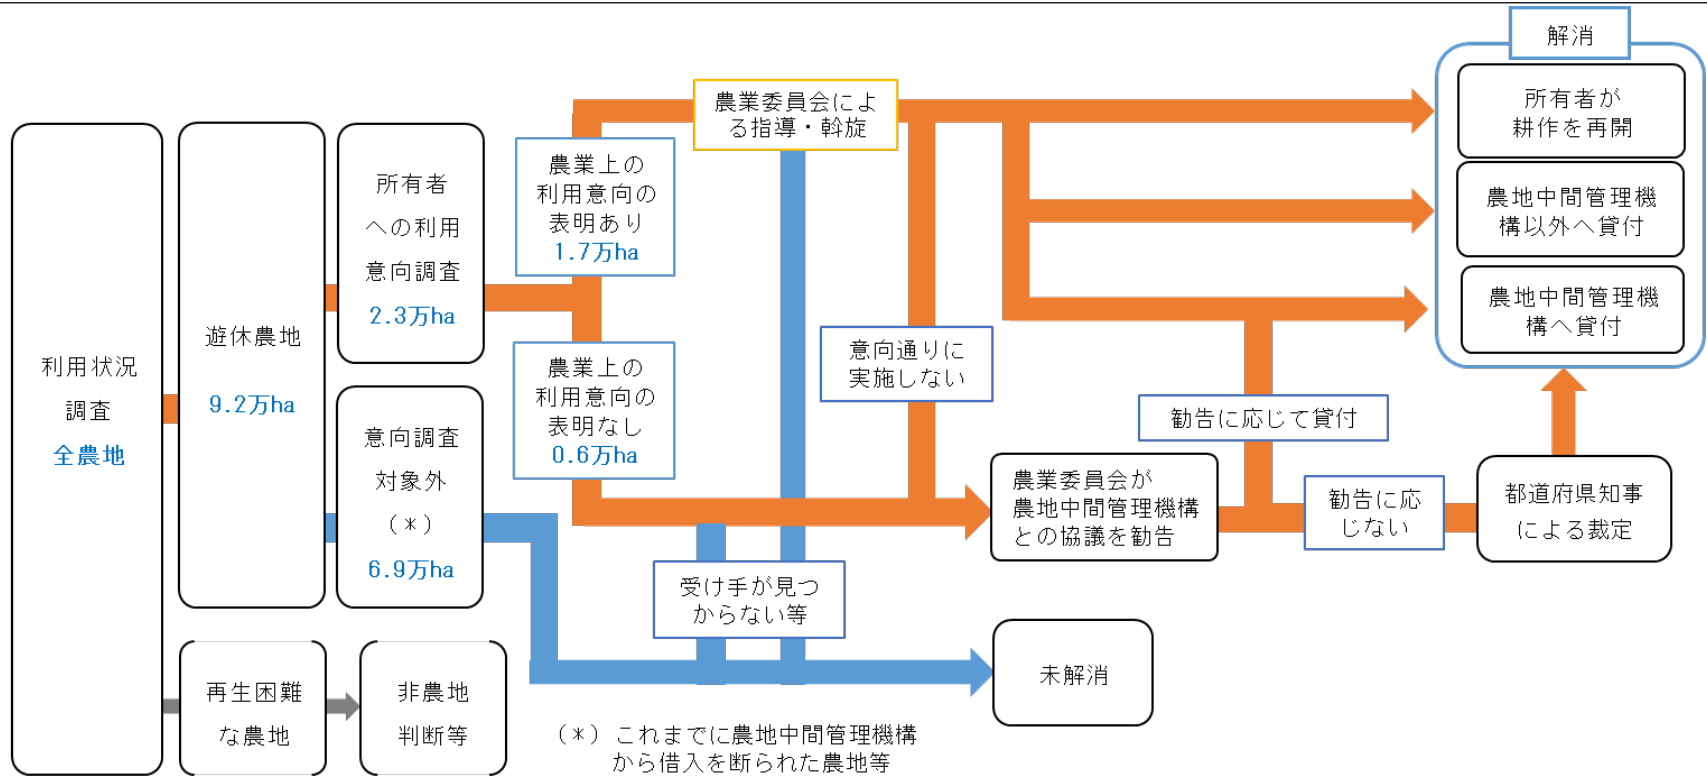 利用状況
調査
全農地
遊休農地
9.2万ha
所有者
への利用
意向調査
2.3万ha
意向調査
対象外
（＊）
6.9万ha
再生困難
な農地
非農地
判断等
農業上の
利用意向の
表明あり
1.7万ha
農業上の
利用意向の
表明なし
0.6万ha
農業委員会によ
る指導・斡旋
受け手が見つ
からない等
意向通りに
実施しない
農業委員会が
農地中間管理機構
との協議を勧告
未解消
勧告に応じて貸付
勧告に応
じない
都道府県知事
による裁定
解消
所有者が
耕作を再開
農地中間管理機
構以外へ貸付
農地中間管理機
構へ貸付
（＊）これまでに農地中間管理機構
から借入を断られた農地等